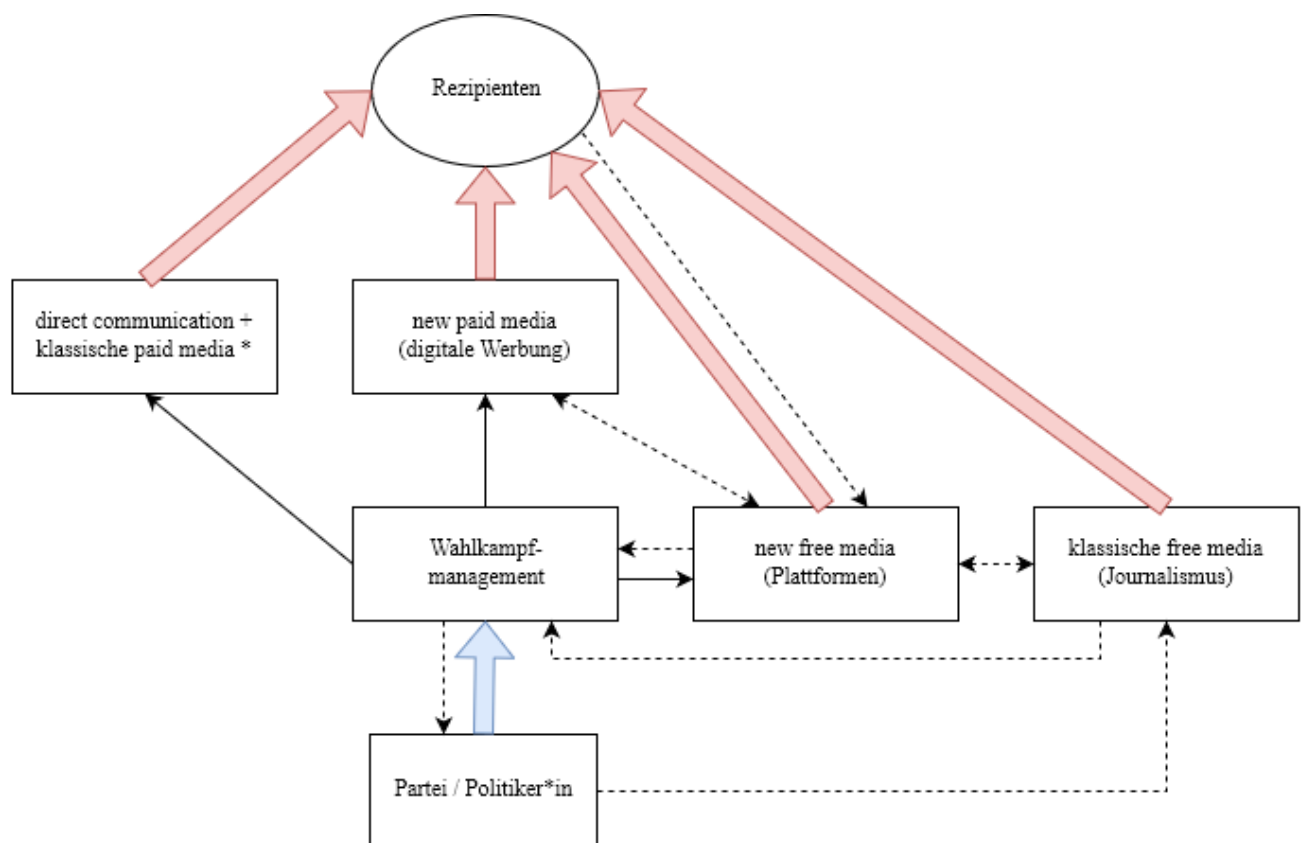 Rezipienten
direct communication +
klassische paid media *
new paid media
(digitale Werbung)
Wahlkampf-
management
new free media
(Plattformen)
klassische free media
(Journalismus)
Partei / Politiker*in